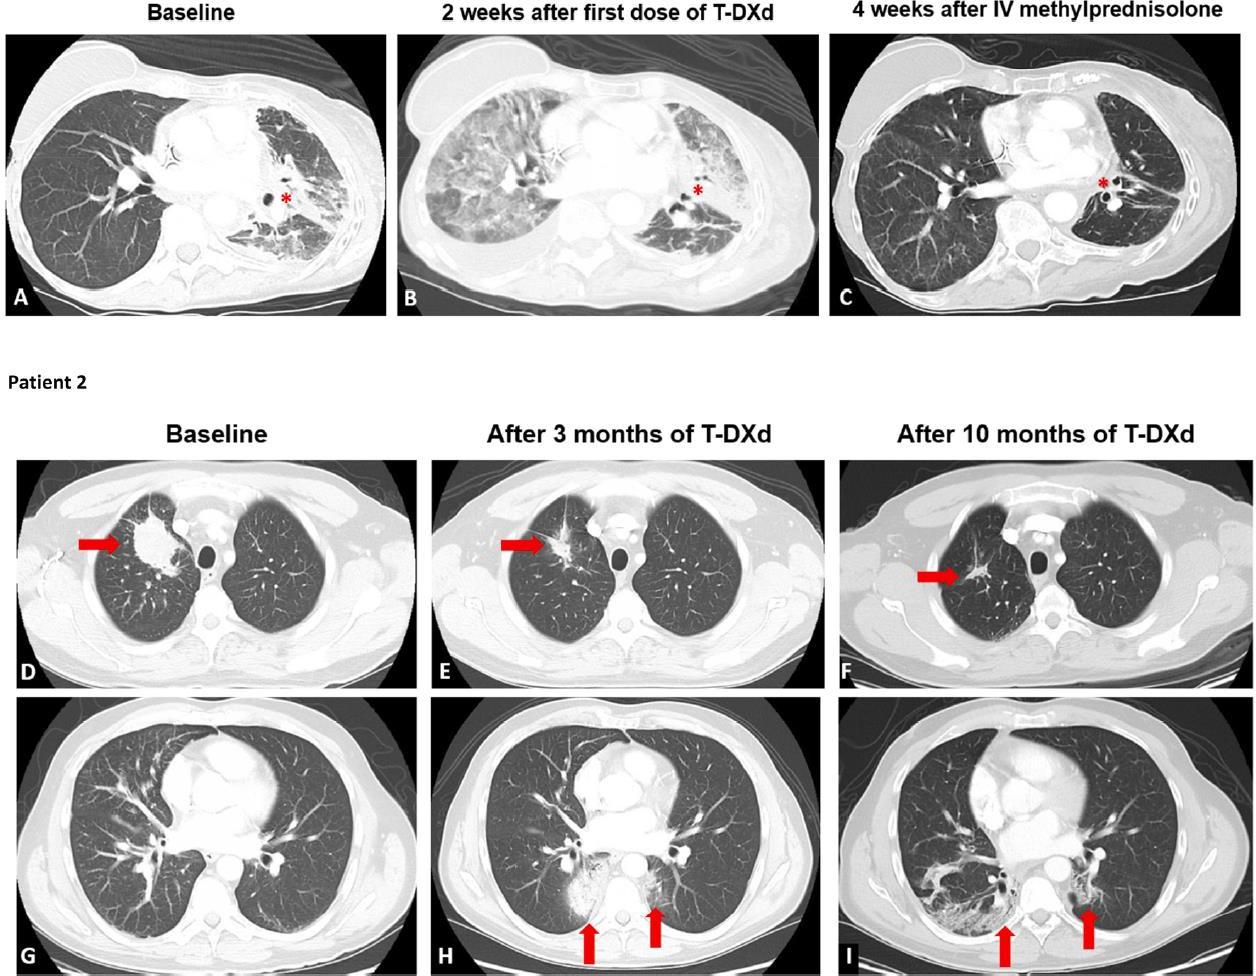 Baseline
2 weeks after first dose of T-DXd
4 weeks after IV methylprednisolone
*
*
*
A
B
C
Patient 2
Baseline
After 3 months of T-DXd
After 10 months of T-DXd
D
E
F
G
H
I